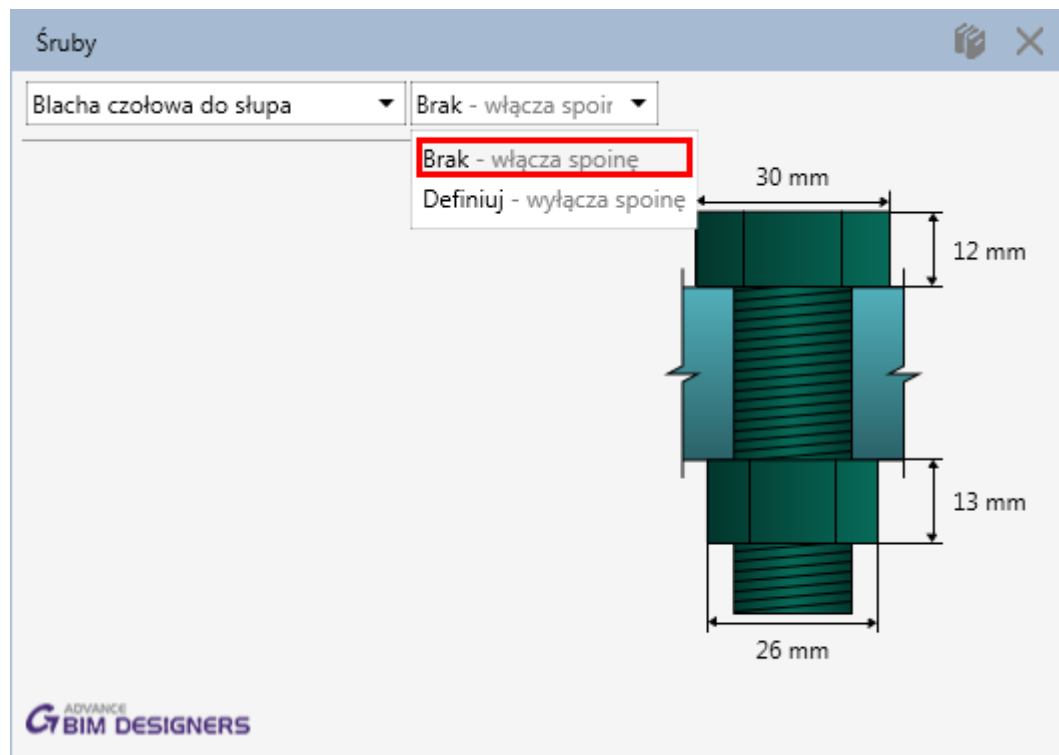 Śruby
Blacha czołowa do słupa
Brak - włącza spoir
Brak - włącza spoinę
Definiuj - wyłącza spoinę
30 mm
12 mm
13 mm
26 mm
ADVANCE
BIM DESIGNERS